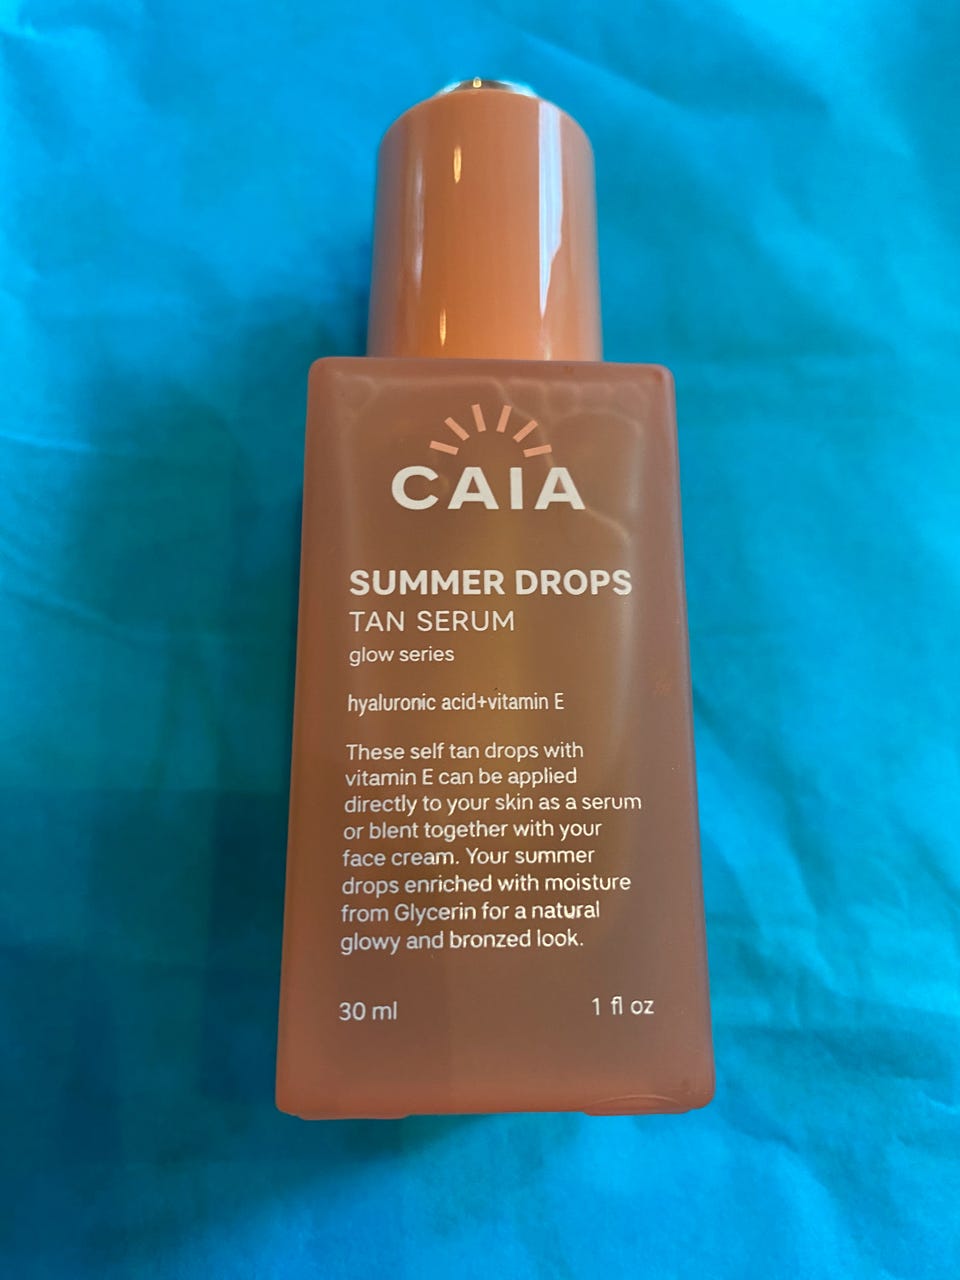 CAIA
SUMMER DROPS
TAN SERUM
glow series
hyaluronic acid+vitamin E
These self tan drops with
vitamin E can be applied
directly to your skin as a serum
or blent together with your
face cream. Your summer
drops enriched with moisture
from Glycerin for a natural
glowy and bronzed look.
30 ml 1 fl oz